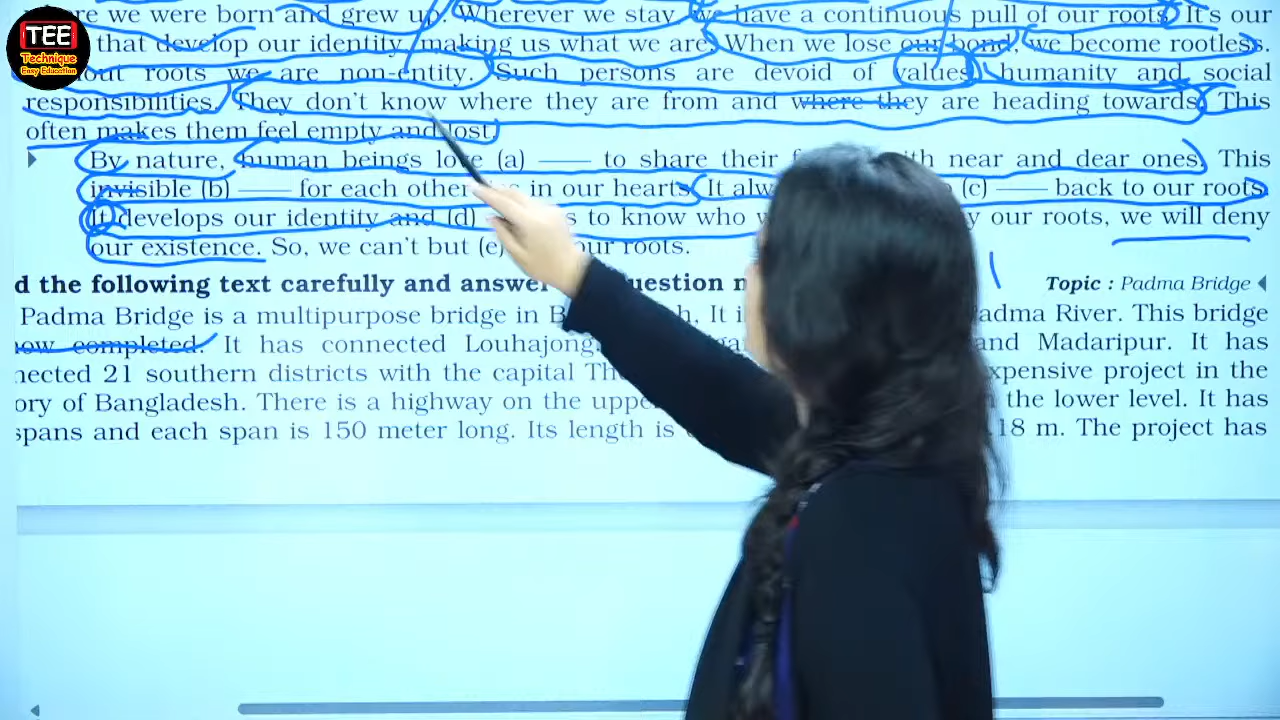 TEE
Technique
Easy Education
re we were born and grew up. Wherever we stay, we have a continuous pull of our roots. It's our
that develop our identity making us what we are. When we lose our bond, we become rootless.
out roots we are non-entity. Such persons are devoid of values, humanity and social
responsibilities. They don't know where they are from and where they are heading towards. This
often makes them feel empty and lost.
By nature, human beings love (a) —— to share their with near and dear ones. This
invisible (b) —— for each other in our hearts. It (c) —— back to our roots.
It develops our identity and (d) to know who our roots, we will deny
our existence. So, we can't but (e) our roots.
d the following text carefully and answer
Topic : Padma Bridge
Padma Bridge is a multipurpose bridge in It adma River. This bridge
ow completed. It has connected Louhajong, and Madaripur. It has
nected 21 southern districts with the capital xpensive project in the
ory of Bangladesh. There is a highway on the the lower level. It has
spans and each span is 150 meter long. Its length is .18 m. The project has